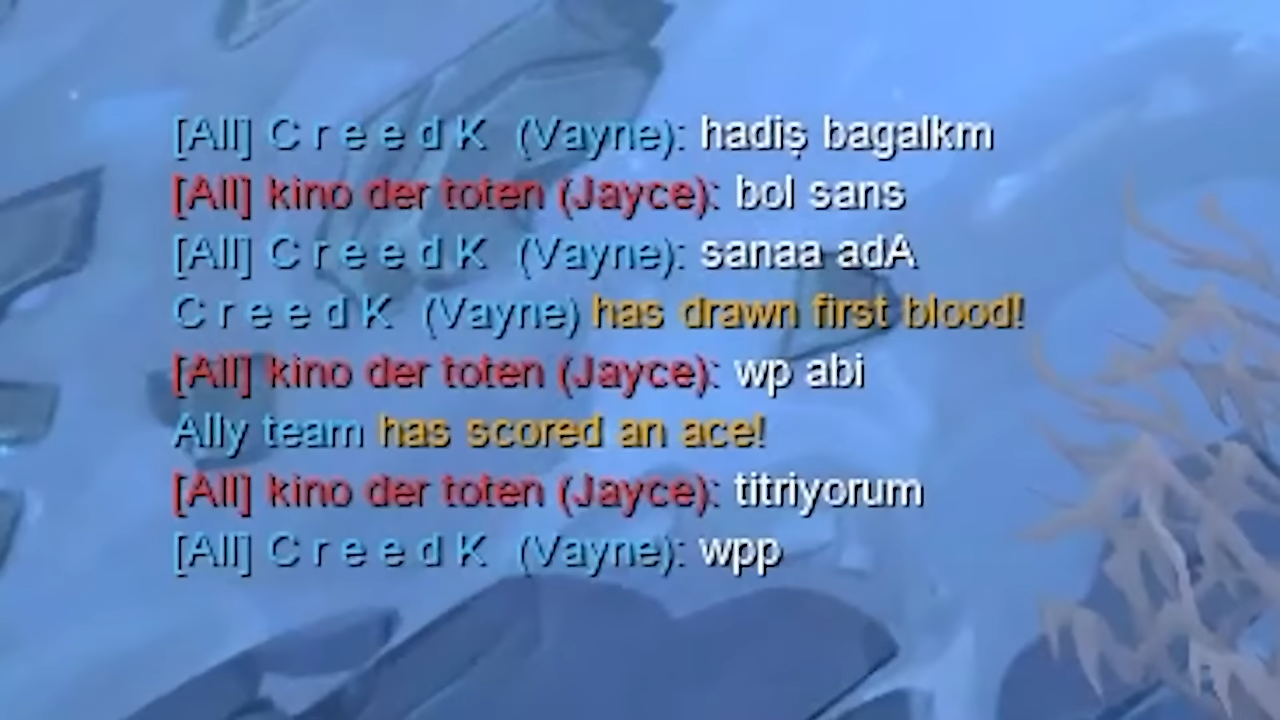 [All] C r e e d K (Vayne): hadiş bagalkm
[All] kino der toten (Jayce): bol sans
[All] C r e e d K (Vayne): sanaa adA
C r e e d K (Vayne) has drawn first blood!
[All] kino der toten (Jayce): wp abi
Ally team has scored an ace!
[All] kino der toten (Jayce): titriyorum
[All] C r e e d K (Vayne): wpp